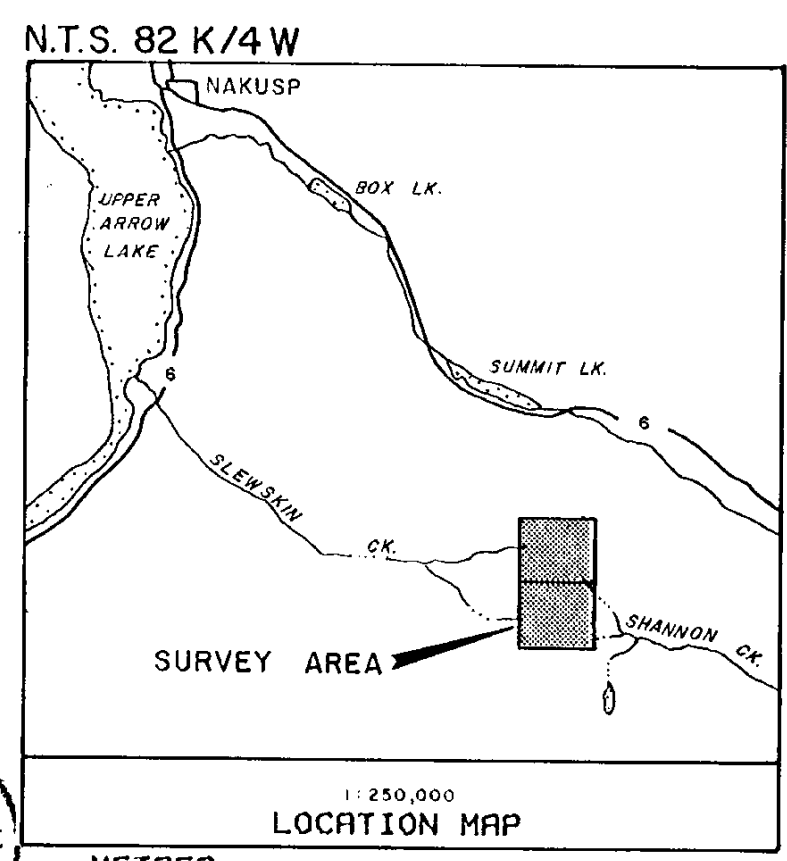 N.T.S. 82 K/4 W
NAKUSP
BOX LK.
UPPER
ARROW
LAKE
SUMMIT LK.
6
6
SLEWSKIN CK.
SHANNON CK.
SURVEY AREA
1:250,000
LOCATION MAP